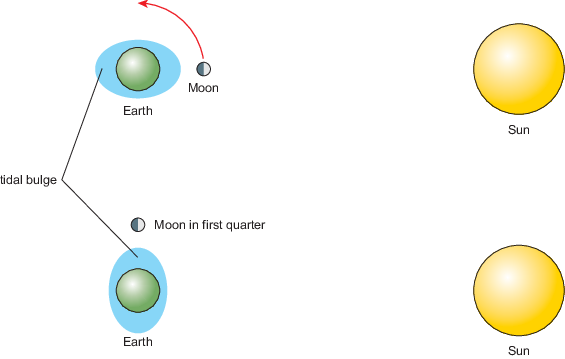 Moon
Earth
Sun
tidal bulge
Moon in first quarter
Earth
Sun